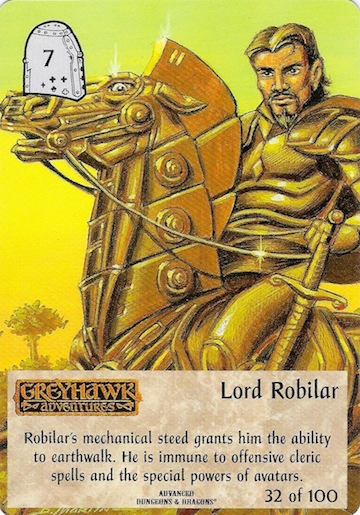 7
H
Lord Robilar
GREYHAWK
ADVENTURES
Robilar's mechanical steed grants him the ability
to earthwalk. He is immune to offensive cleric
spells and the special powers of avatars.
ADVANCED
DUNGEONS & DRAGONS®
32 of 100